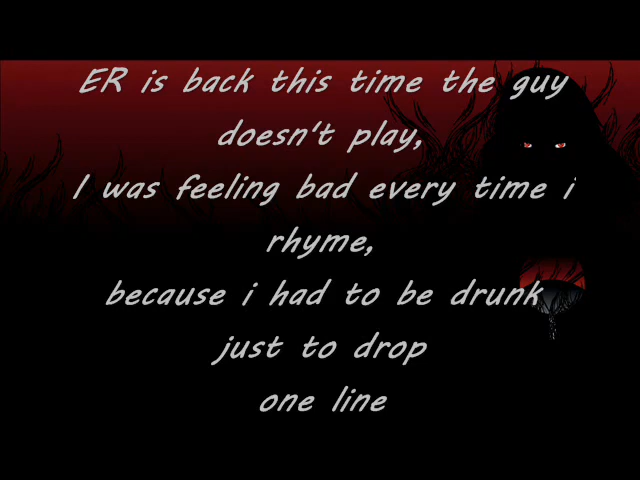 ER is back this time the guy
doesn't play,
I was feeling bad every time i
rhyme,
because i had to be drunk
just to drop
one line